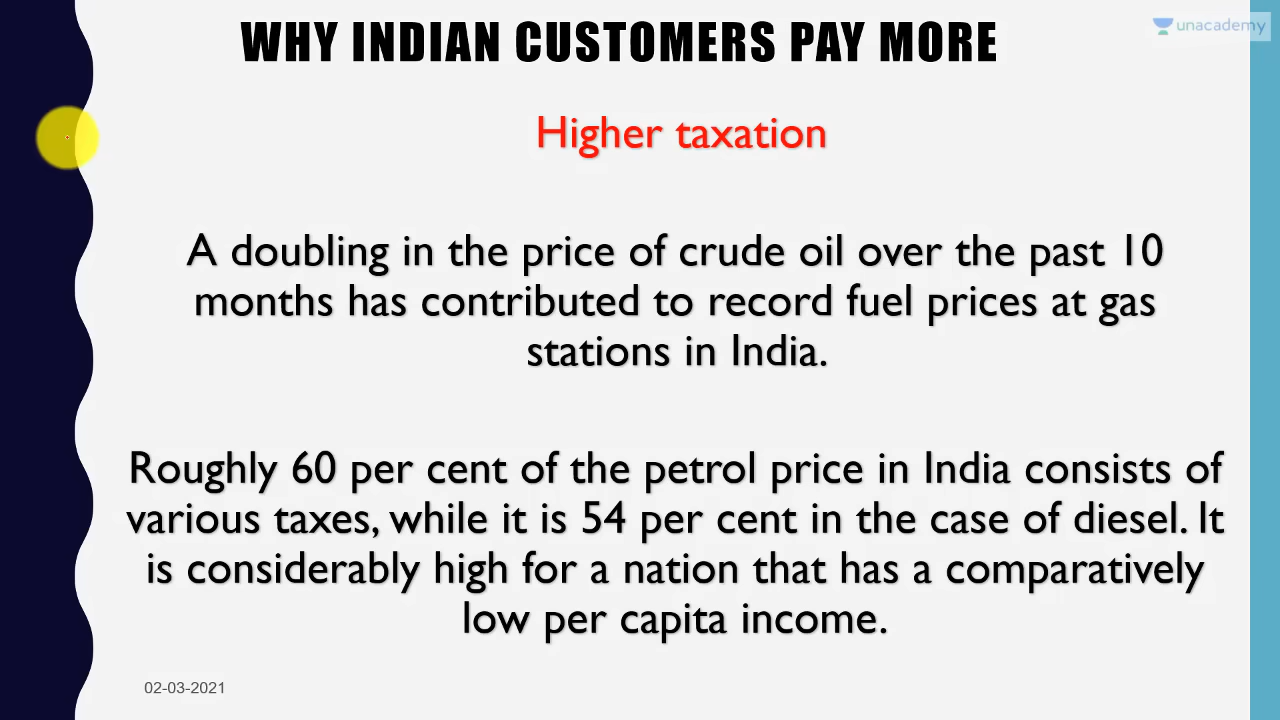 WHY INDIAN CUSTOMERS PAY MORE
unacademy
Higher taxation
A doubling in the price of crude oil over the past 10
months has contributed to record fuel prices at gas
stations in India.
Roughly 60 per cent of the petrol price in India consists of
various taxes, while it is 54 per cent in the case of diesel. It
is considerably high for a nation that has a comparatively
low per capita income.
02-03-2021